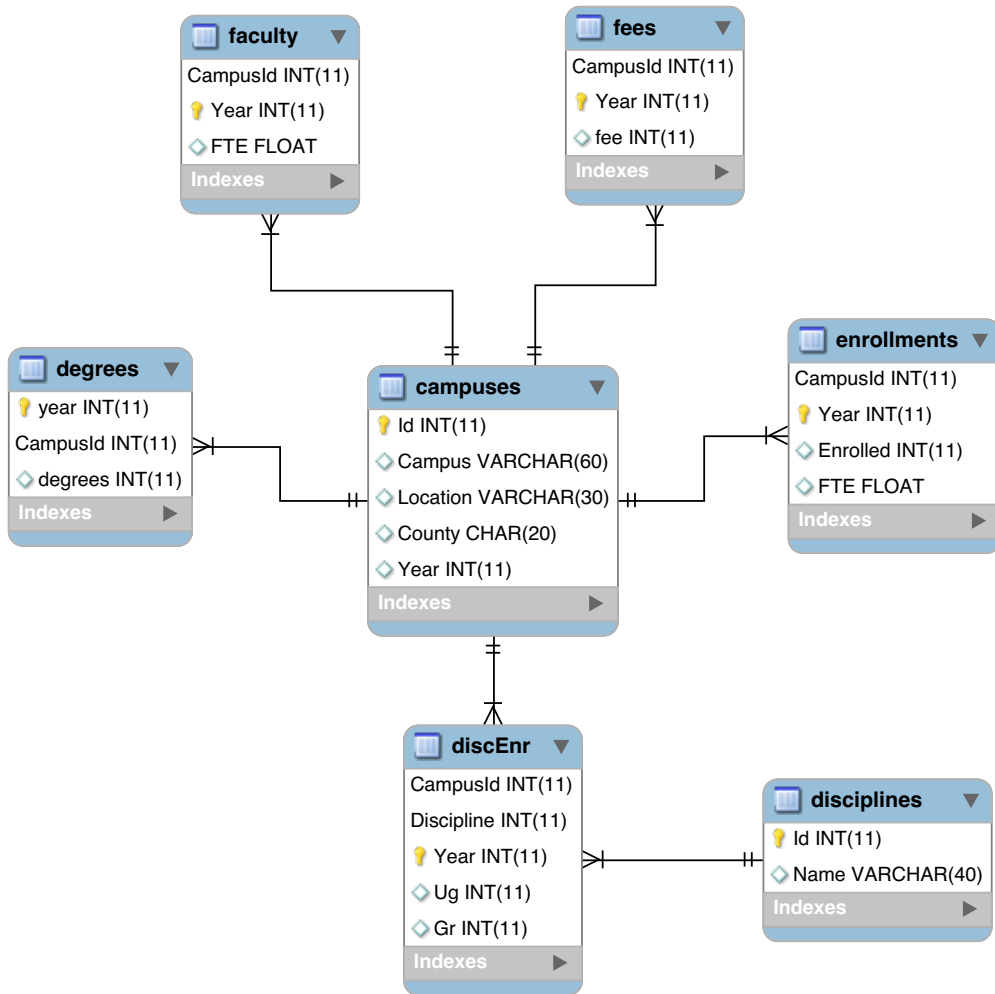 faculty
CampusId INT(11)
Year INT(11)
FTE FLOAT
Indexes
fees
CampusId INT(11)
Year INT(11)
fee INT(11)
Indexes
degrees
year INT(11)
CampusId INT(11)
degrees INT(11)
Indexes
campuses
Id INT(11)
Campus VARCHAR(60)
Location VARCHAR(30)
County CHAR(20)
Year INT(11)
Indexes
enrollments
CampusId INT(11)
Year INT(11)
Enrolled INT(11)
FTE FLOAT
Indexes
discEnr
CampusId INT(11)
Discipline INT(11)
Year INT(11)
Ug INT(11)
Gr INT(11)
Indexes
disciplines
Id INT(11)
Name VARCHAR(40)
Indexes